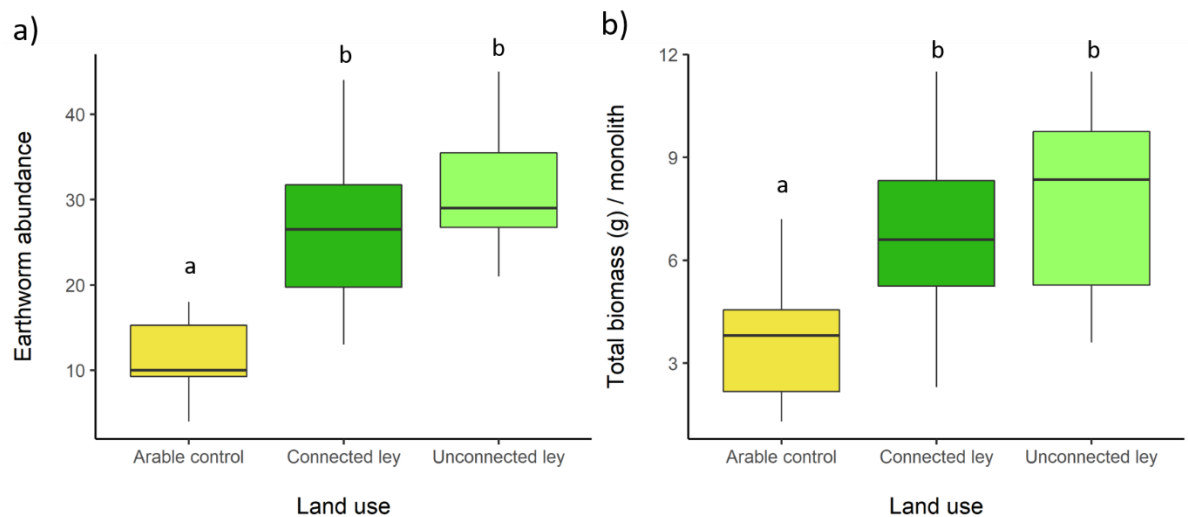 a)
Earthworm abundance
40
30
20
10
a
b
b
Arable control Connected ley Unconnected ley
Land use
b)
Total biomass (g) / monolith
12
9
6
3
a
b
b
Arable control Connected ley Unconnected ley
Land use